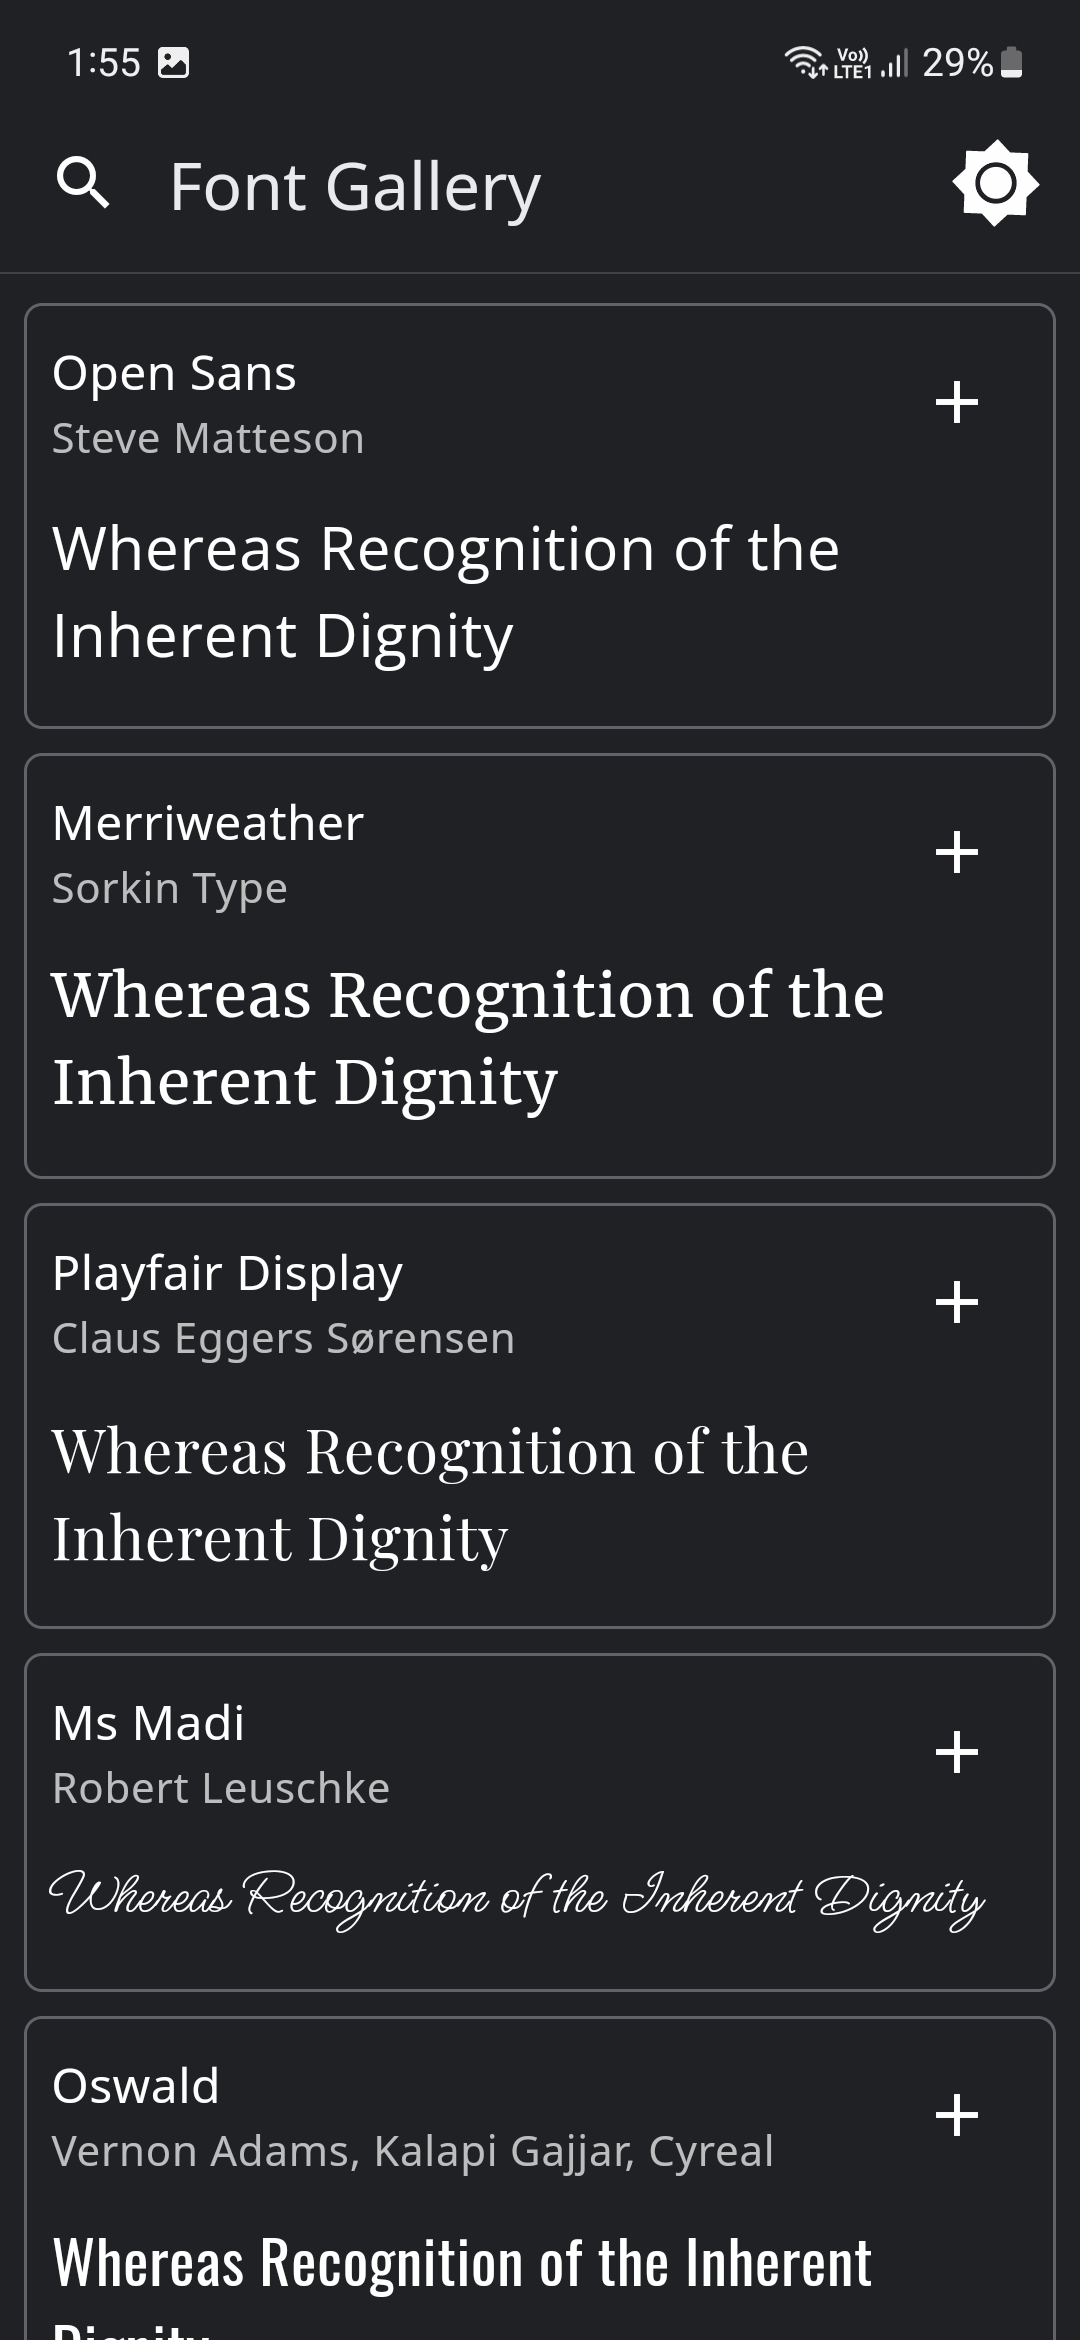 1:55 Vo)) LTE1 29%
Font Gallery
Open Sans
Steve Matteson
Whereas Recognition of the
Inherent Dignity
Merriweather
Sorkin Type
Whereas Recognition of the
Inherent Dignity
Playfair Display
Claus Eggers Sørensen
Whereas Recognition of the
Inherent Dignity
Ms Madi
Robert Leuschke
Whereas Recognition of the Inherent Dignity
Oswald
Vernon Adams, Kalapi Gajjar, Cyreal
Whereas Recognition of the Inherent
Dignity